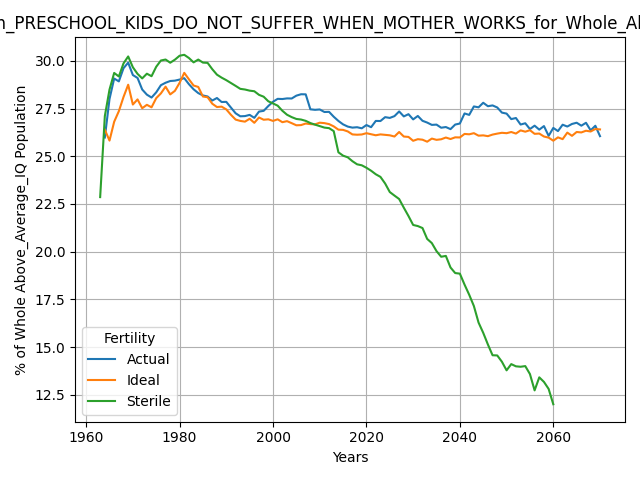 PRESCHOOL_KIDS_DO_NOT_SUFFER_WHEN_MOTHER_WORKS_for_Whole_A
30.0
27.5
25.0
22.5
20.0
17.5
15.0
12.5
% of Whole Above_Average_IQ Population
Fertility
Actual
Ideal
Sterile
1960 1980 2000 2020 2040 2060
Years